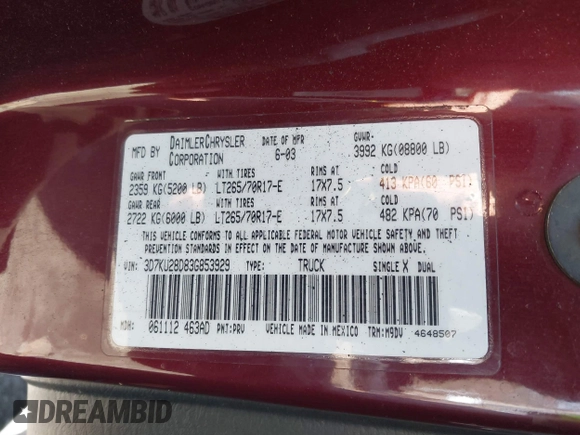 MFD BY DAIMLERCHRYSLER CORPORATION DATE OF MFR 6-03 GVWR: 3992 KG(08800 LB)
GAWR FRONT WITH TIRES RIMS AT COLD
2359 KG(5200 LB) LT265/70R17-E 17X7.5 413 KPA(60 PSI)
GAWR REAR WITH TIRES RIMS AT COLD
2722 KG(6000 LB) LT265/70R17-E 17X7.5 482 KPA(70 PSI)
THIS VEHICLE CONFORMS TO ALL APPLICABLE FEDERAL MOTOR VEHICLE SAFETY AND THEFT
PREVENTION STANDARDS IN EFFECT ON THE DATE OF MANUFACTURE SHOWN ABOVE.
VIN: 3D7KU28D83G853929 TYPE: TRUCK SINGLE X DUAL
MDH: 061112 463AD PNT:PRV VEHICLE MADE IN MEXICO TRM:M9DV 4648507
DREAMBID